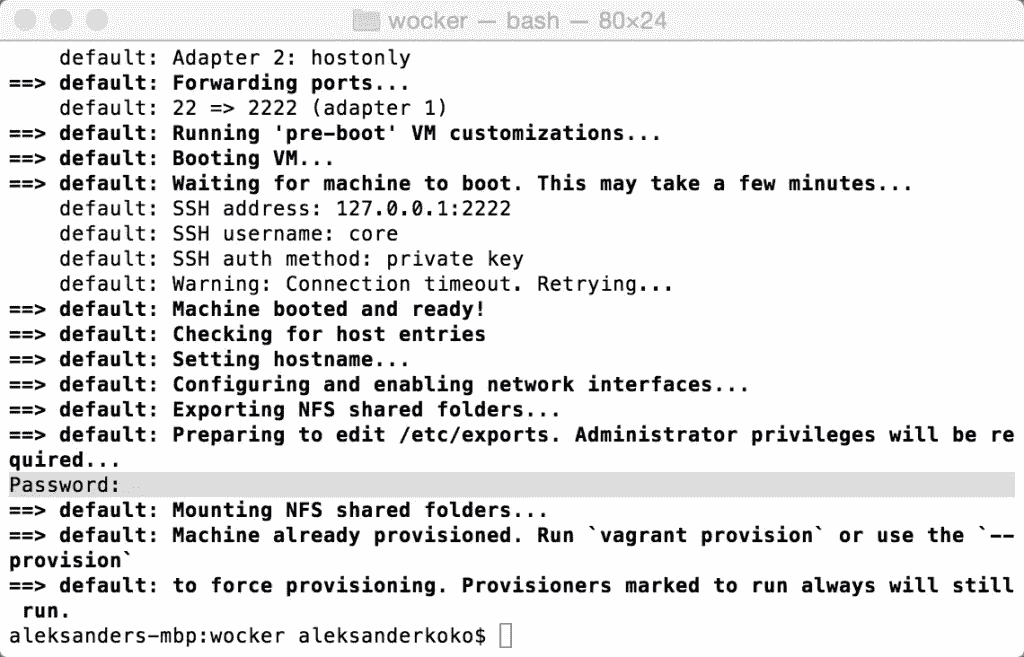 wocker — bash — 80×24
default: Adapter 2: hostonly
==> default: Forwarding ports...
default: 22 => 2222 (adapter 1)
==> default: Running 'pre-boot' VM customizations...
==> default: Booting VM...
==> default: Waiting for machine to boot. This may take a few minutes...
default: SSH address: 127.0.0.1:2222
default: SSH username: core
default: SSH auth method: private key
default: Warning: Connection timeout. Retrying...
==> default: Machine booted and ready!
==> default: Checking for host entries
==> default: Setting hostname...
==> default: Configuring and enabling network interfaces...
==> default: Exporting NFS shared folders...
==> default: Preparing to edit /etc/exports. Administrator privileges will be re
quired...
Password:
==> default: Mounting NFS shared folders...
==> default: Machine already provisioned. Run `vagrant provision` or use the `--
provision`
==> default: to force provisioning. Provisioners marked to run always will still
run.
aleksanders-mbp:wocker aleksanderkoko$